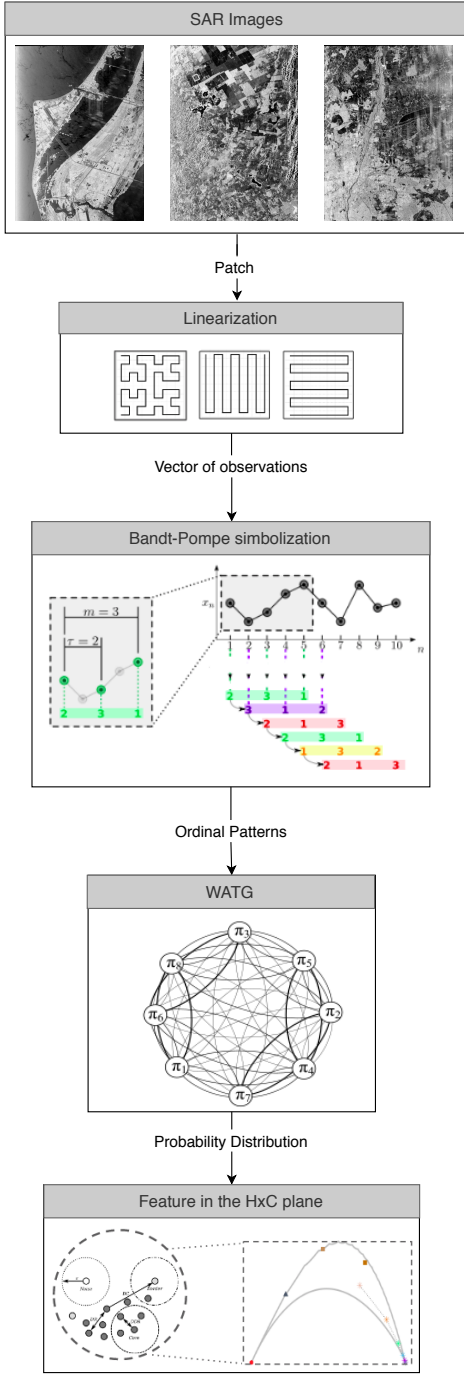 SAR Images
Patch
Linearization
Vector of observations
Bandt-Pompe simbolization
m = 3
τ = 2
2 3 1
xₙ
1 2 3 4 5 6 7 8 9 10 n
2 3 1
3 1 2
2 1 3
2 3 1
1 3 2
2 1 3
Ordinal Patterns
WATG
π₃
π₈ π₅
π₆ π₂
π₁ π₄
π₇
Probability Distribution
Feature in the HxC plane